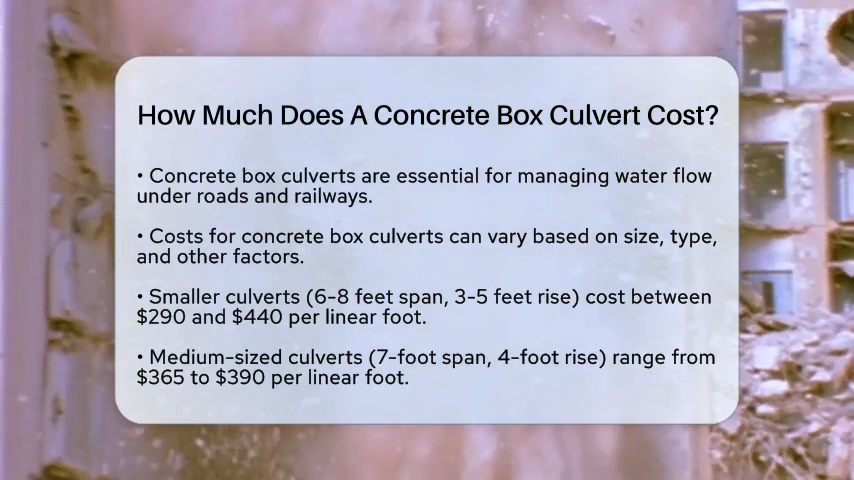 How Much Does A Concrete Box Culvert Cost?
• Concrete box culverts are essential for managing water flow
under roads and railways.
• Costs for concrete box culverts can vary based on size, type,
and other factors.
• Smaller culverts (6-8 feet span, 3-5 feet rise) cost between
$290 and $440 per linear foot.
• Medium-sized culverts (7-foot span, 4-foot rise) range from
$365 to $390 per linear foot.